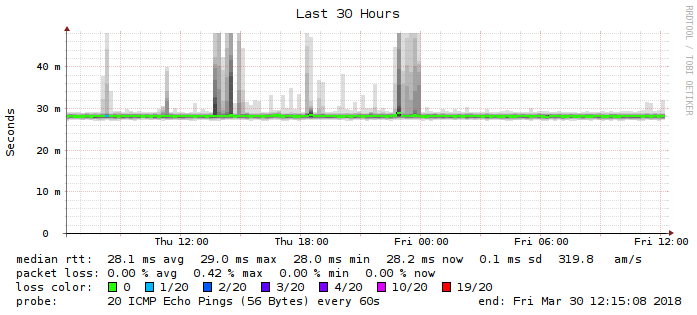 Last 30 Hours
RRDTOOL / TOBI OETIKER
Seconds
40 m
30 m
20 m
10 m
0
Thu 12:00 Thu 18:00 Fri 00:00 Fri 06:00 Fri 12:00
median rtt: 28.1 ms avg 29.0 ms max 28.0 ms min 28.2 ms now 0.1 ms sd 319.8 am/s
packet loss: 0.00 % avg 0.42 % max 0.00 % min 0.00 % now
loss color: 0 1/20 2/20 3/20 4/20 10/20 19/20
probe: 20 ICMP Echo Pings (56 Bytes) every 60s end: Fri Mar 30 12:15:08 2018